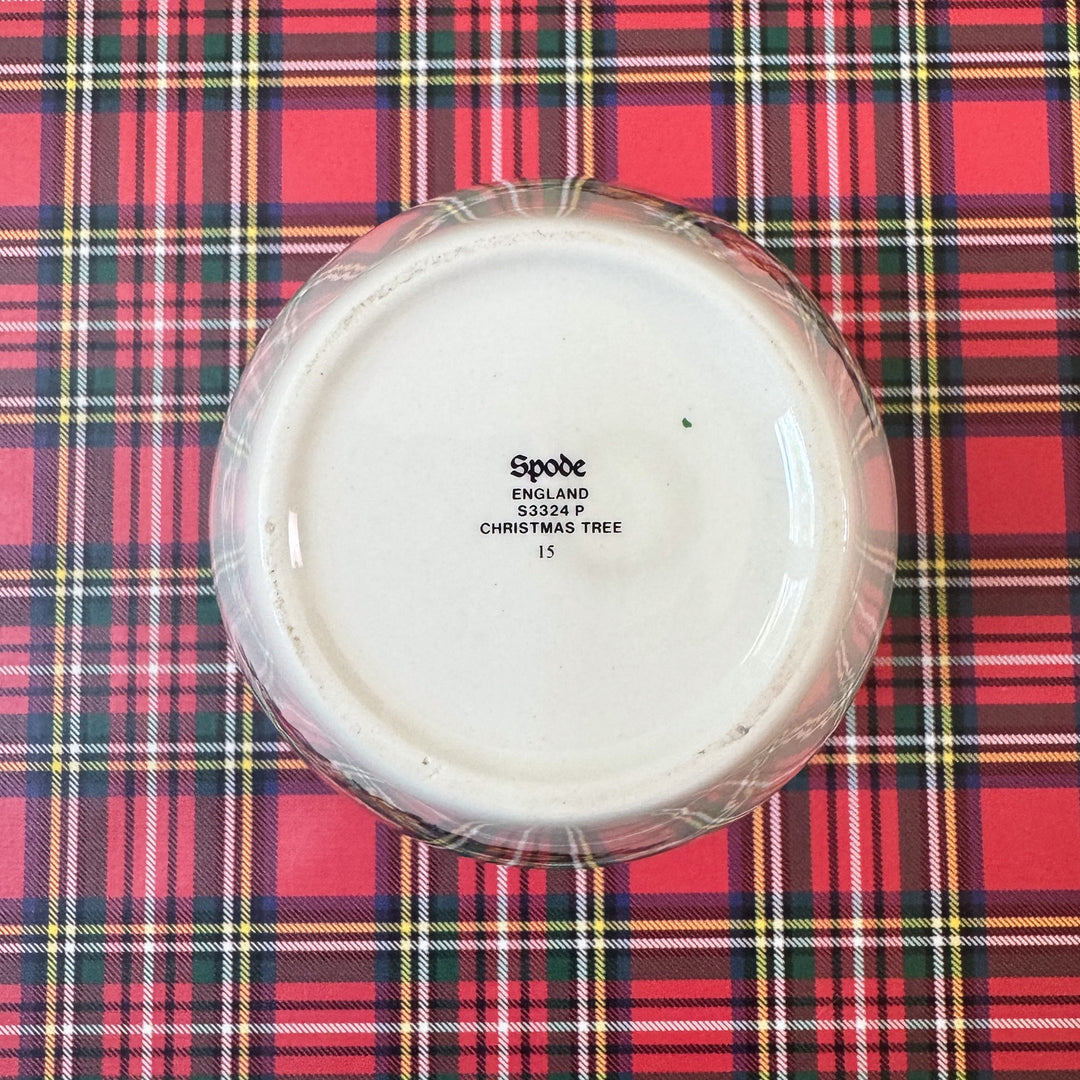 Spode
ENGLAND
S3324 P
CHRISTMAS TREE
15